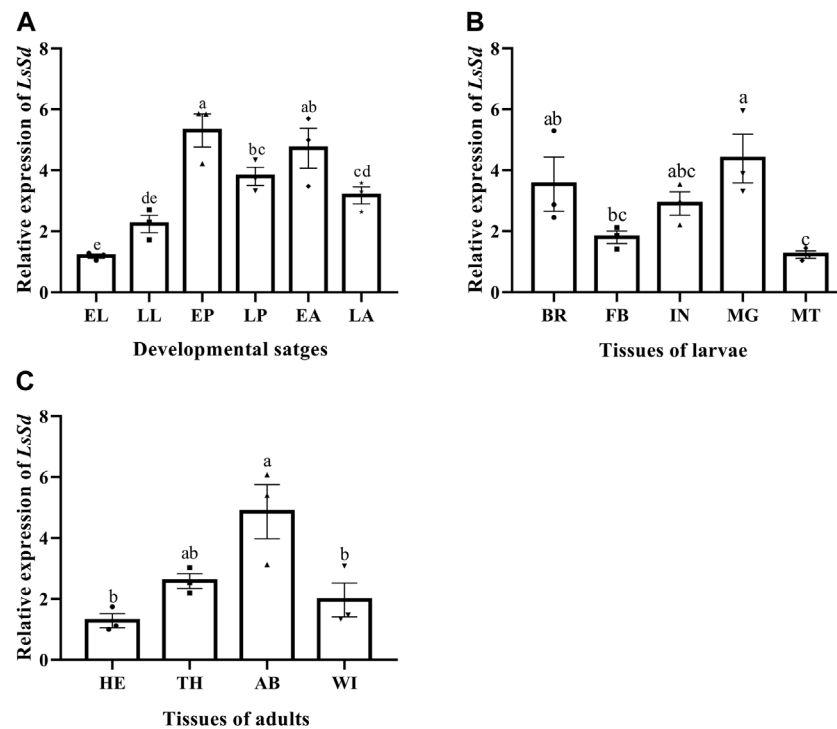 A
Relative expression of LsSd
8
6
4
2
0
e
de
a
bc
ab
cd
EL LL EP LP EA LA
Developmental satges
B
Relative expression of LsSd
8
6
4
2
0
ab
bc
abc
a
c
BR FB IN MG MT
Tissues of larvae
C
Relative expression of LsSd
8
6
4
2
0
b
ab
a
b
HE TH AB WI
Tissues of adults